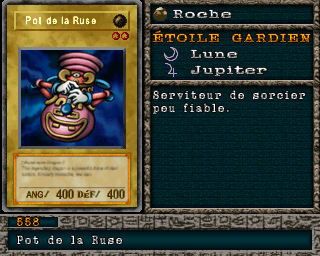 Pot de la Ruse
ANG/ 400 DÉF/ 400
Roche
ÉTOILE GARDIEN
Lune
Jupiter
Serviteur de sorcier
peu fiable.
558
Pot de la Ruse